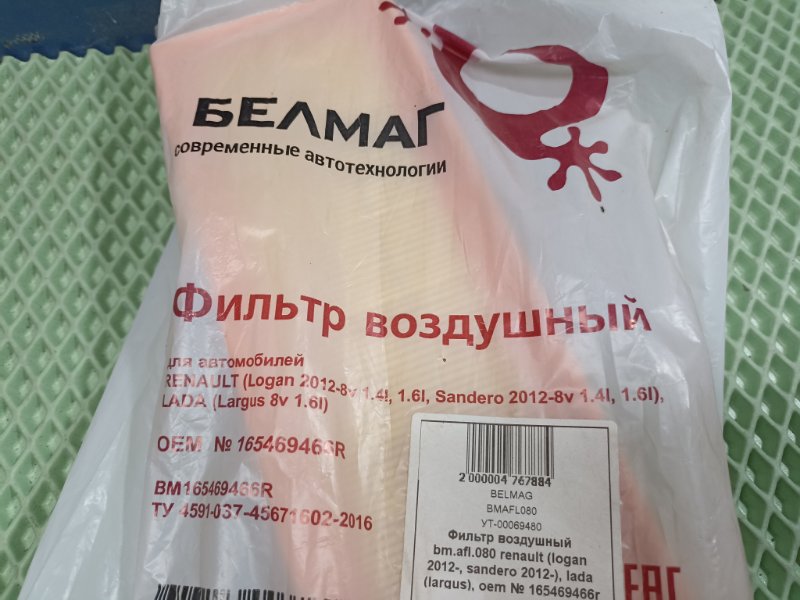 БЕЛМАГ
современные автотехнологии
Фильтр воздушный
для автомобилей
RENAULT (Logan 2012-8v 1.4l, 1.6l, Sandero 2012-8v 1.4l, 1.6l),
LADA (Largus 8v 1.6l)
OEM № 165469466R
BM165469466R
ТУ 4591-037-45671602-2016
2 000004 767884
BELMAG
BMAFL080
УТ-00069480
Фильтр воздушный
bm.afl.080 renault (logan
2012-, sandero 2012-), lada
(largus), oem № 165469466r
EAC